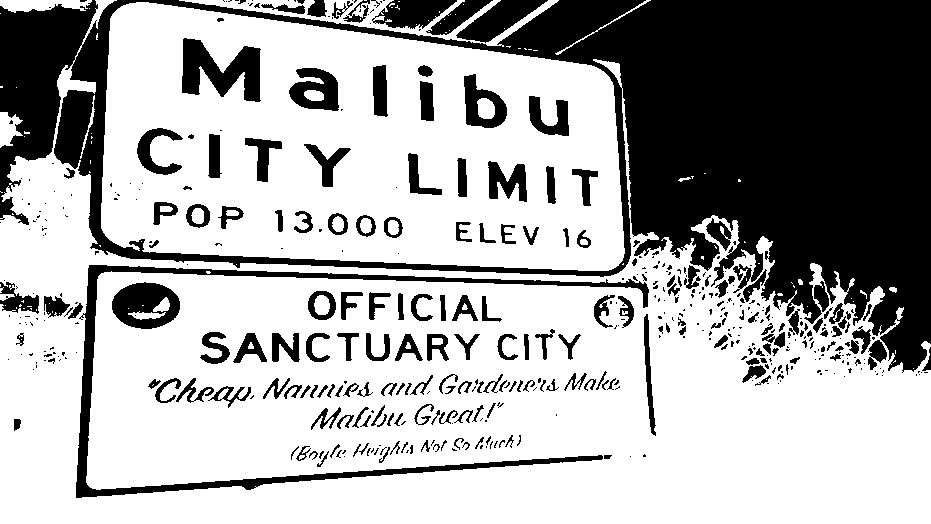 Malibu
CITY LIMIT
POP 13.000 ELEV 16
OFFICIAL
SANCTUARY CITY
"Cheap Nannies and Gardeners Make
Malibu Great!"
(Boyle Heights Not So Much)